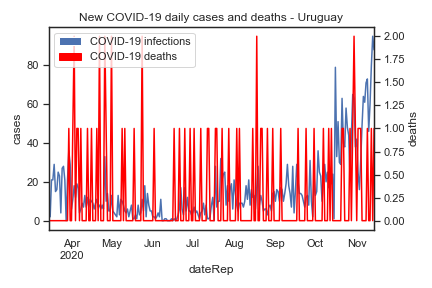 New COVID-19 daily cases and deaths - Uruguay
COVID-19 infections
COVID-19 deaths
cases
80
60
40
20
0
deaths
2.00
1.75
1.50
1.25
1.00
0.75
0.50
0.25
0.00
Apr May Jun Jul Aug Sep Oct Nov
2020
dateRep